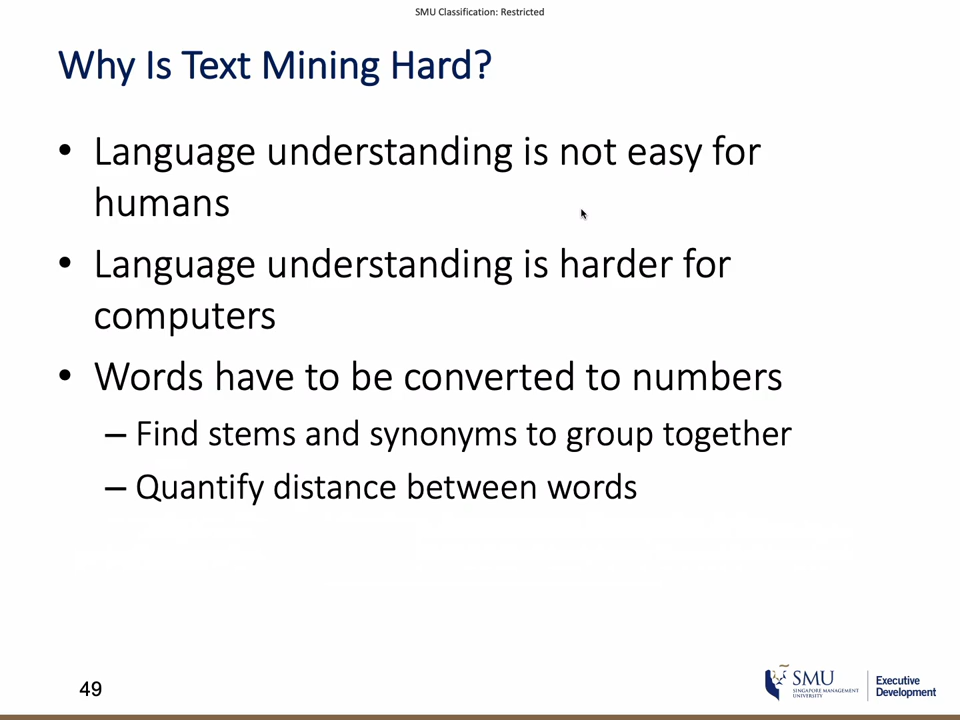 SMU Classification: Restricted
Why Is Text Mining Hard?
• Language understanding is not easy for
humans
• Language understanding is harder for
computers
• Words have to be converted to numbers
– Find stems and synonyms to group together
– Quantify distance between words
49
SMU
SINGAPORE MANAGEMENT
UNIVERSITY
Executive
Development